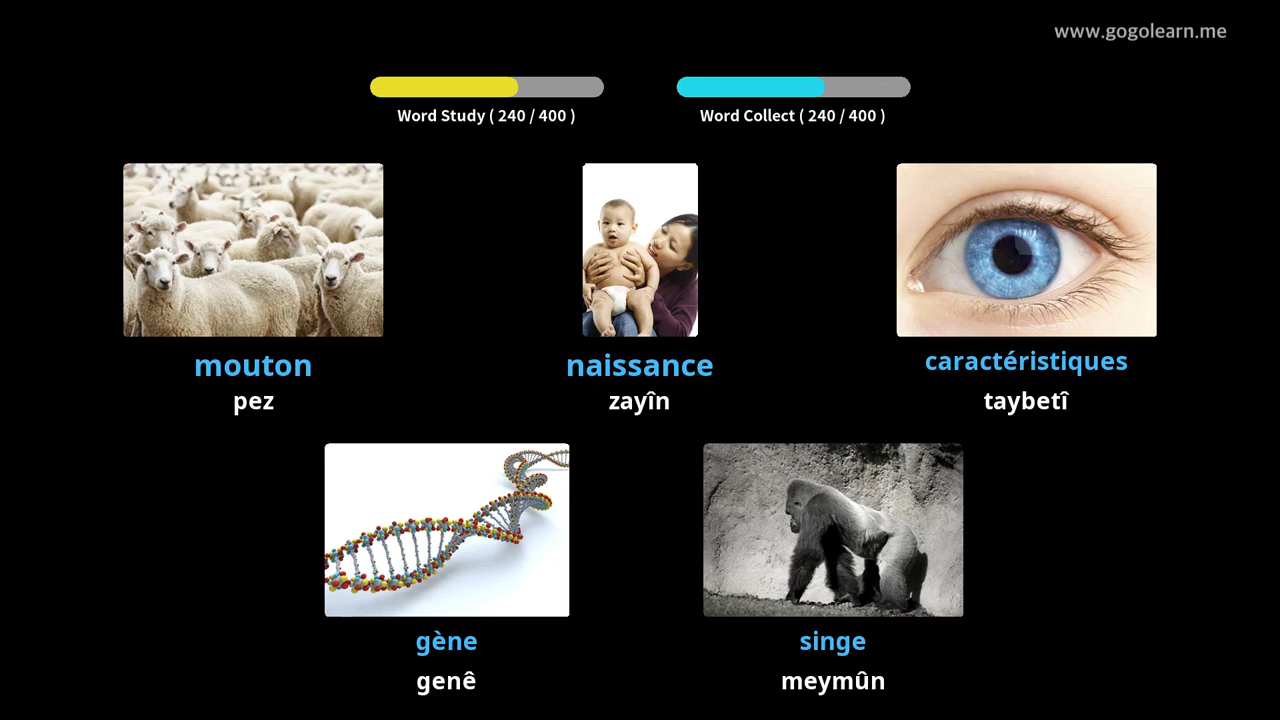 www.gogolearn.me
Word Study ( 240 / 400 )
Word Collect ( 240 / 400 )
mouton
pez
naissance
zayîn
caractéristiques
taybetî
gène
genê
singe
meymûn